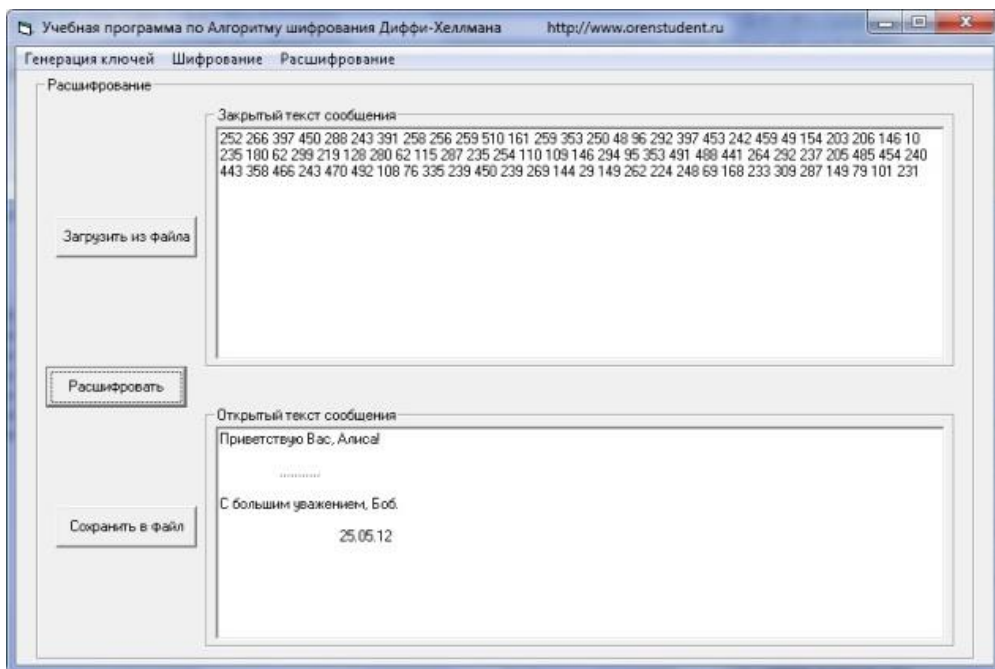 Учебная программа по Алгоритму шифрования Диффи-Хеллмана http://www.orenstudent.ru
Генерация ключей Шифрование Расшифрование
Расшифрование
Закрытый текст сообщения
252 266 397 450 288 243 391 258 256 259 510 161 259 353 250 48 96 292 397 453 242 459 49 154 203 206 146 10
235 180 62 299 219 128 280 62 115 287 235 254 110 109 146 294 95 353 491 488 441 264 292 237 205 485 454 240
443 358 466 243 470 492 108 76 335 239 450 239 269 144 29 149 262 224 248 69 168 233 309 287 149 79 101 231
Загрузить из файла
Расшифровать
Открытый текст сообщения
Приветствую Вас, Алиса!
...........
С большим уважением, Боб.
Сохранить в файл
25.05.12